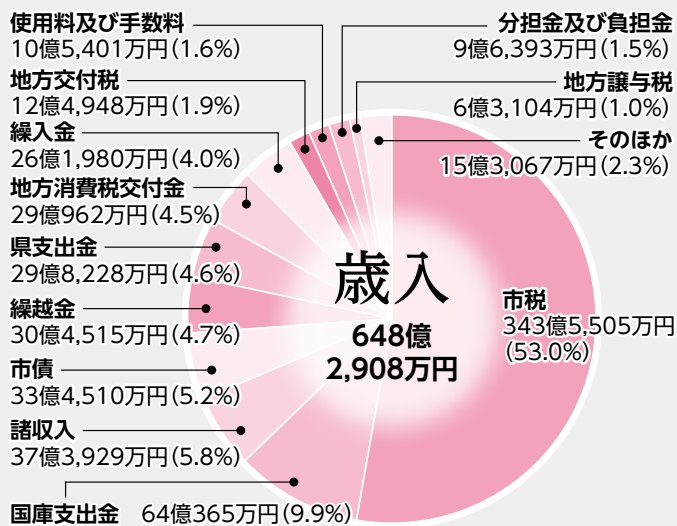 使用料及び手数料
10億5,401万円(1.6%)
地方交付税
12億4,948万円(1.9%)
繰入金
26億1,980万円(4.0%)
地方消費税交付金
29億962万円(4.5%)
県支出金
29億8,228万円(4.6%)
繰越金
30億4,515万円(4.7%)
市債
33億4,510万円(5.2%)
諸収入
37億3,929万円(5.8%)
国庫支出金 64億365万円(9.9%)
分担金及び負担金
9億6,393万円(1.5%)
地方譲与税
6億3,104万円(1.0%)
そのほか
15億3,067万円(2.3%)
歳入
648億
2,908万円
市税
343億5,505万円
(53.0%)